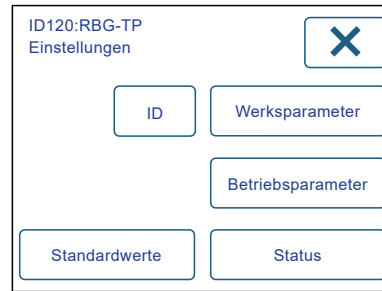 ID120:RBG-TP
Einstellungen
ID
Werksparameter
Betriebsparameter
Standardwerte
Status